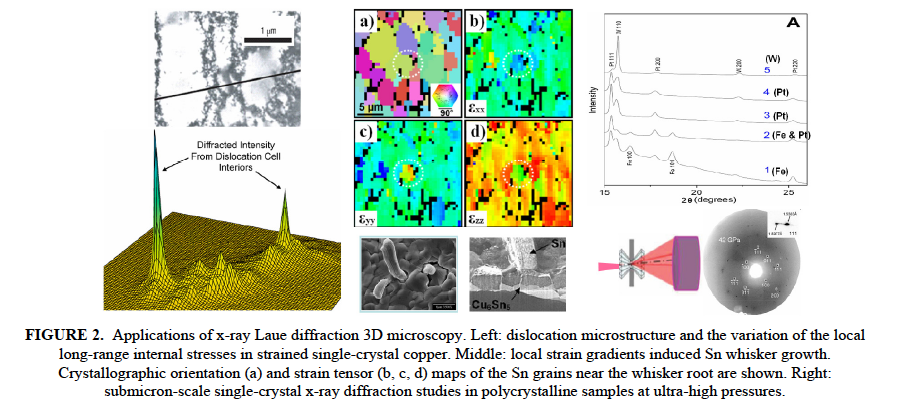 1 μm
Diffracted Intensity
From Dislocation Cell
Interiors
a)
5 μm
90°
b)
εxx
c)
εyy
d)
εzz
Sn
Cu6Sn5
A
Intensity
Pt 111
W 110
Pt 200
W 200
Pt 220
(W)
5
4 (Pt)
3 (Pt)
2 (Fe & Pt)
1 (Fe)
Fe 100
Fe 101
15
20
25
2θ (degrees)
40 GPa
111
FIGURE 2. Applications of x-ray Laue diffraction 3D microscopy. Left: dislocation microstructure and the variation of the local
long-range internal stresses in strained single-crystal copper. Middle: local strain gradients induced Sn whisker growth.
Crystallographic orientation (a) and strain tensor (b, c, d) maps of the Sn grains near the whisker root are shown. Right:
submicron-scale single-crystal x-ray diffraction studies in polycrystalline samples at ultra-high pressures.